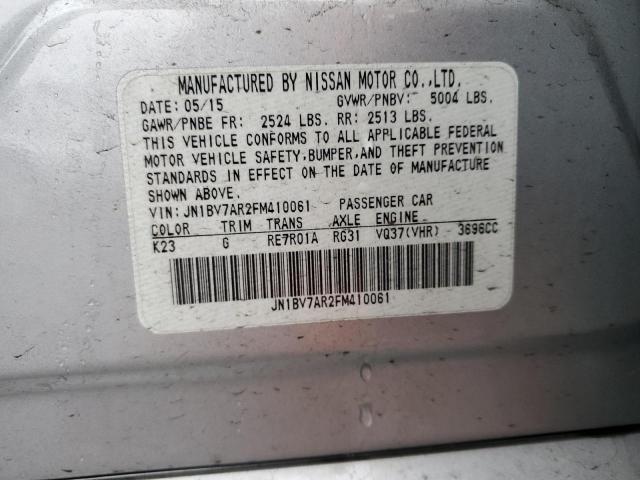 MANUFACTURED BY NISSAN MOTOR CO.,LTD.
DATE: 05/15 GVWR/PNBV: 5004 LBS.
GAWR/PNBE FR: 2524 LBS. RR: 2513 LBS.
THIS VEHICLE CONFORMS TO ALL APPLICABLE FEDERAL
MOTOR VEHICLE SAFETY,BUMPER,AND THEFT PREVENTION
STANDARDS IN EFFECT ON THE DATE OF MANUFACTURE
SHOWN ABOVE.
VIN: JN1BV7AR2FM410061 PASSENGER CAR
COLOR TRIM TRANS AXLE ENGINE
K23 G RE7R01A RG31 VQ37(VHR) 3696CC
JN1BV7AR2FM410061